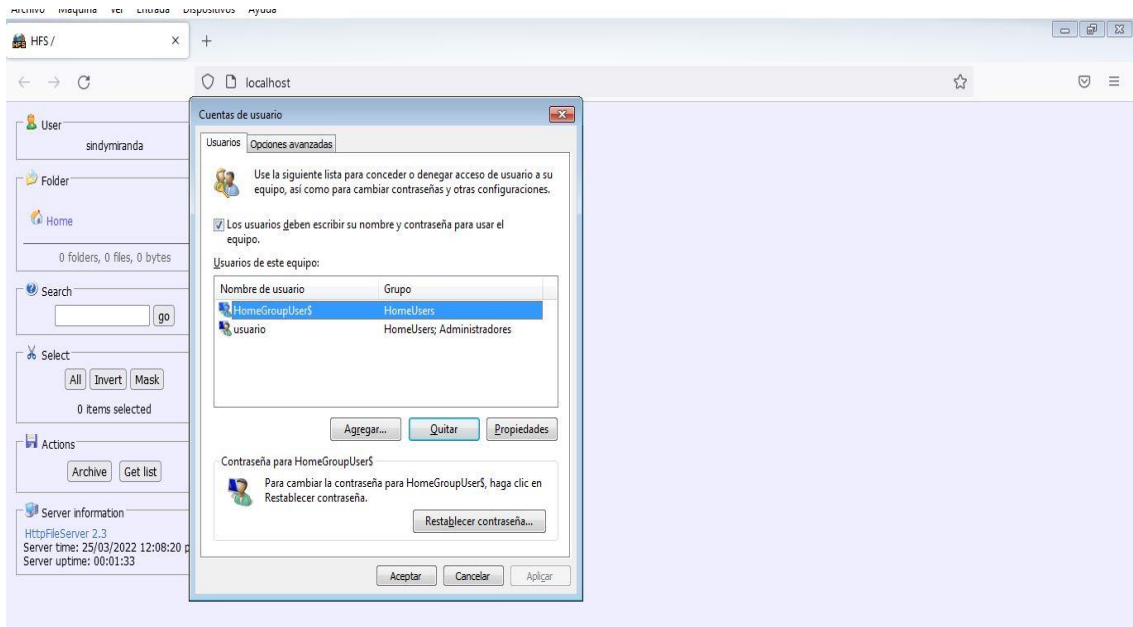 Archivo Máquina Ver Entrada Dispositivos Ayuda
HFS /
localhost
User
sindymiranda
Folder
Home
0 folders, 0 files, 0 bytes
Search
go
Select
All Invert Mask
0 items selected
Actions
Archive Get list
Server information
HttpFileServer 2.3
Server time: 25/03/2022 12:08:20 p
Server uptime: 00:01:33
Cuentas de usuario
Usuarios Opciones avanzadas
Use la siguiente lista para conceder o denegar acceso de usuario a su
equipo, así como para cambiar contraseñas y otras configuraciones.
Los usuarios deben escribir su nombre y contraseña para usar el
equipo.
Usuarios de este equipo:
Nombre de usuario Grupo
HomeGroupUser$ HomeUsers
usuario HomeUsers; Administradores
Agregar... Quitar Propiedades
Contraseña para HomeGroupUser$
Para cambiar la contraseña para HomeGroupUser$, haga clic en
Restablecer contraseña.
Restablecer contraseña...
Aceptar Cancelar Aplicar